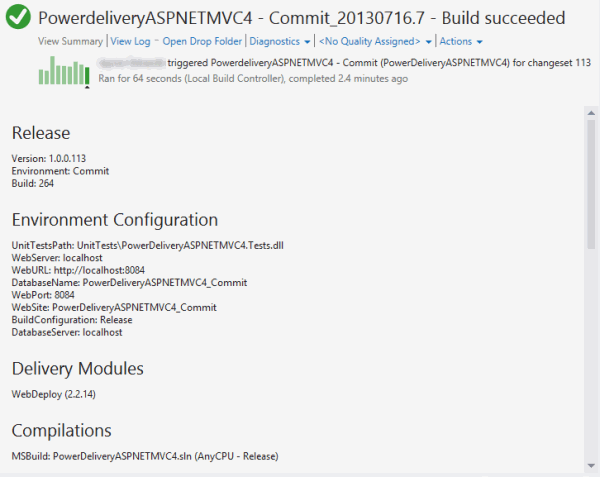 PowerdeliveryASPNETMVC4 - Commit_20130716.7 - Build succeeded
View Summary | View Log - Open Drop Folder | Diagnostics | <No Quality Assigned> | Actions
triggered PowerdeliveryASPNETMVC4 - Commit (PowerDeliveryASPNETMVC4) for changeset 113
Ran for 64 seconds (Local Build Controller), completed 2.4 minutes ago
Release
Version: 1.0.0.113
Environment: Commit
Build: 264
Environment Configuration
UnitTestsPath: UnitTests\PowerDeliveryASPNETMVC4.Tests.dll
WebServer: localhost
WebURL: http://localhost:8084
DatabaseName: PowerDeliveryASPNETMVC4_Commit
WebPort: 8084
WebSite: PowerDeliveryASPNETMVC4_Commit
BuildConfiguration: Release
DatabaseServer: localhost
Delivery Modules
WebDeploy (2.2.14)
Compilations
MSBuild: PowerDeliveryASPNETMVC4.sln (AnyCPU - Release)